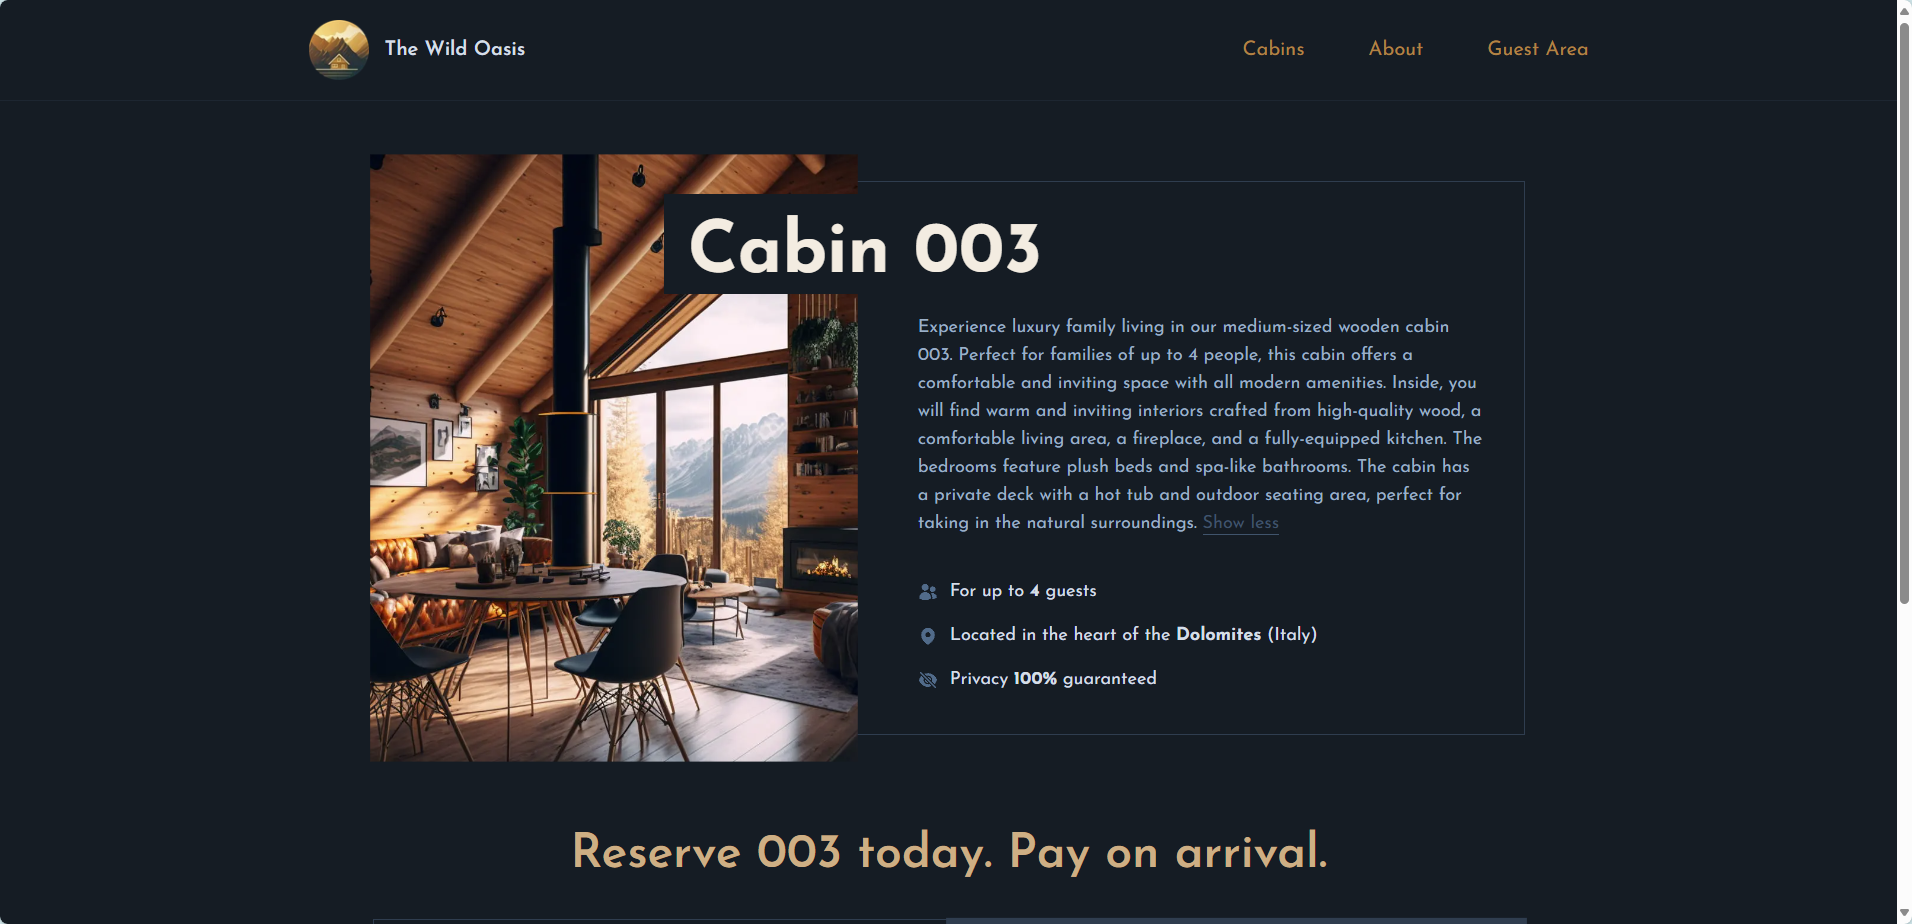 The Wild Oasis
Cabins
About
Guest Area
Cabin 003
Experience luxury family living in our medium-sized wooden cabin
003. Perfect for families of up to 4 people, this cabin offers a
comfortable and inviting space with all modern amenities. Inside, you
will find warm and inviting interiors crafted from high-quality wood, a
comfortable living area, a fireplace, and a fully-equipped kitchen. The
bedrooms feature plush beds and spa-like bathrooms. The cabin has
a private deck with a hot tub and outdoor seating area, perfect for
taking in the natural surroundings. Show less
For up to 4 guests
Located in the heart of the Dolomites (Italy)
Privacy 100% guaranteed
Reserve 003 today. Pay on arrival.